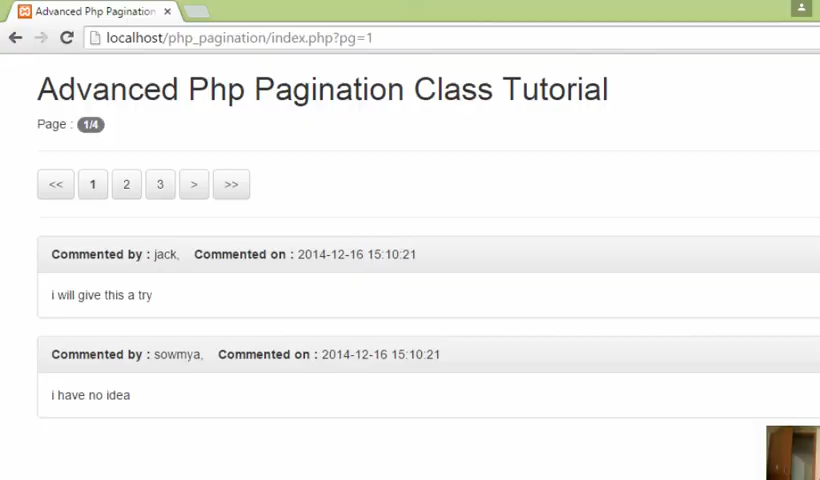 Advanced Php Pagination
localhost/php_pagination/index.php?pg=1
Advanced Php Pagination Class Tutorial
Page : 1/4
<< 1 2 3 > >>
Commented by : jack, Commented on : 2014-12-16 15:10:21
i will give this a try
Commented by : sowmya, Commented on : 2014-12-16 15:10:21
i have no idea